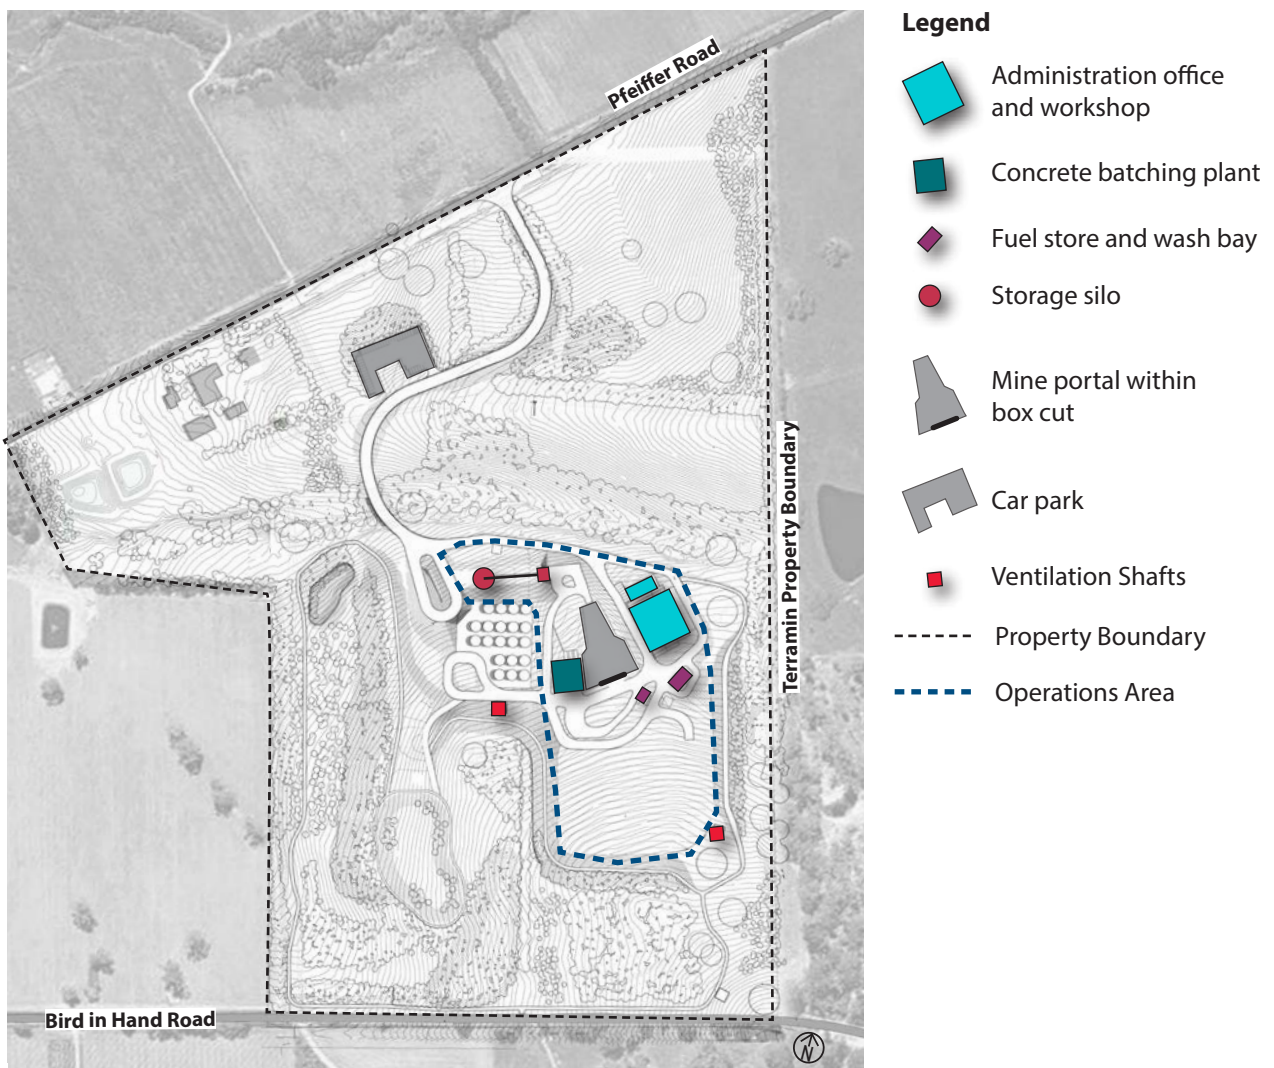 Pfeiffer Road
Terramin Property Boundary
Bird in Hand Road
N
Legend
Administration office
and workshop
Concrete batching plant
Fuel store and wash bay
Storage silo
Mine portal within
box cut
Car park
Ventilation Shafts
Property Boundary
Operations Area